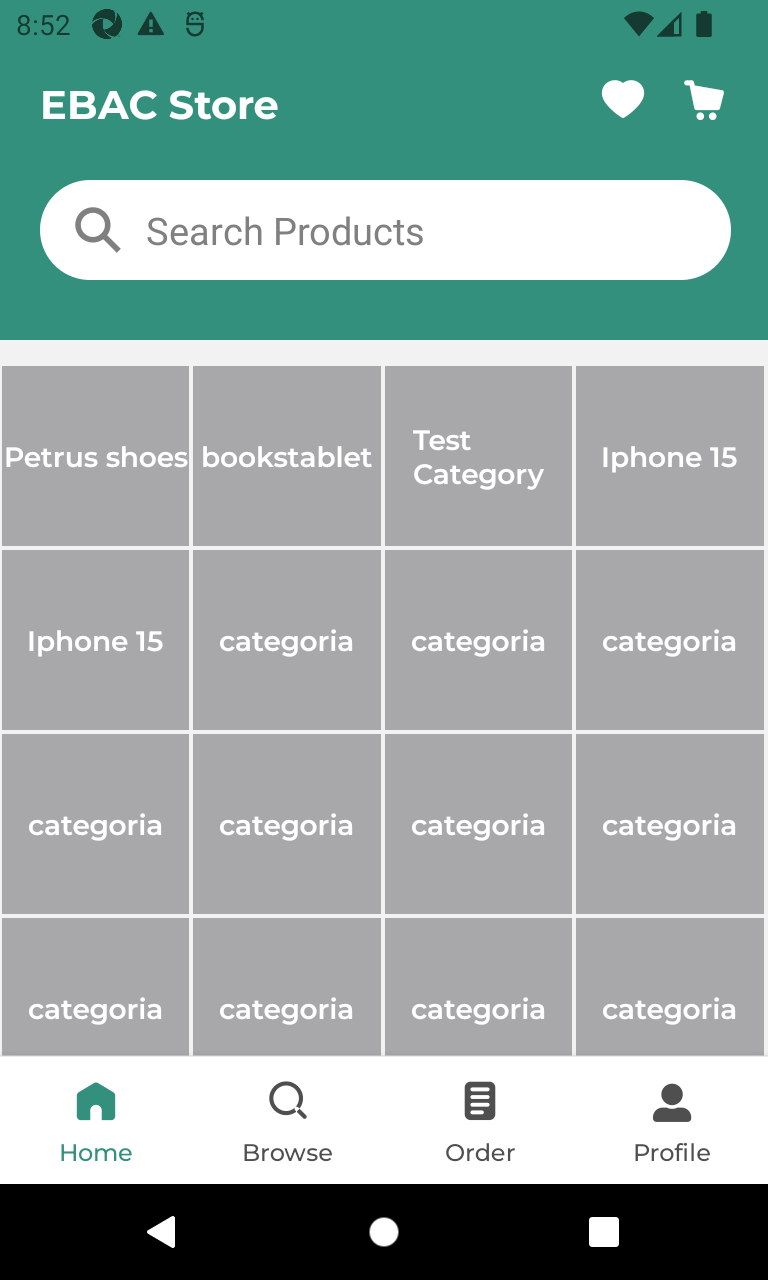 8:52
EBAC Store
Search Products
Petrus shoes
bookstablet
Test
Category
Iphone 15
Iphone 15
categoria
categoria
categoria
categoria
categoria
categoria
categoria
categoria
categoria
categoria
categoria
Home
Browse
Order
Profile